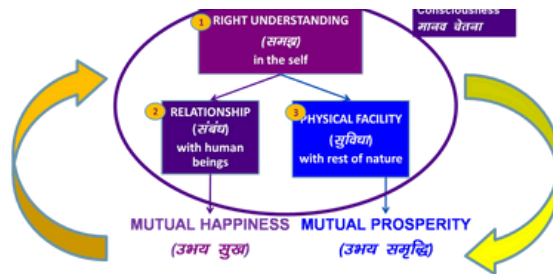 Consciousness
मानव चेतना
1
RIGHT UNDERSTANDING
(समझ)
in the self
2
RELATIONSHIP
(संबंध)
with human
beings
3
PHYSICAL FACILITY
(सुविधा)
with rest of nature
MUTUAL HAPPINESS
(उभय सुख)
MUTUAL PROSPERITY
(उभय समृद्धि)